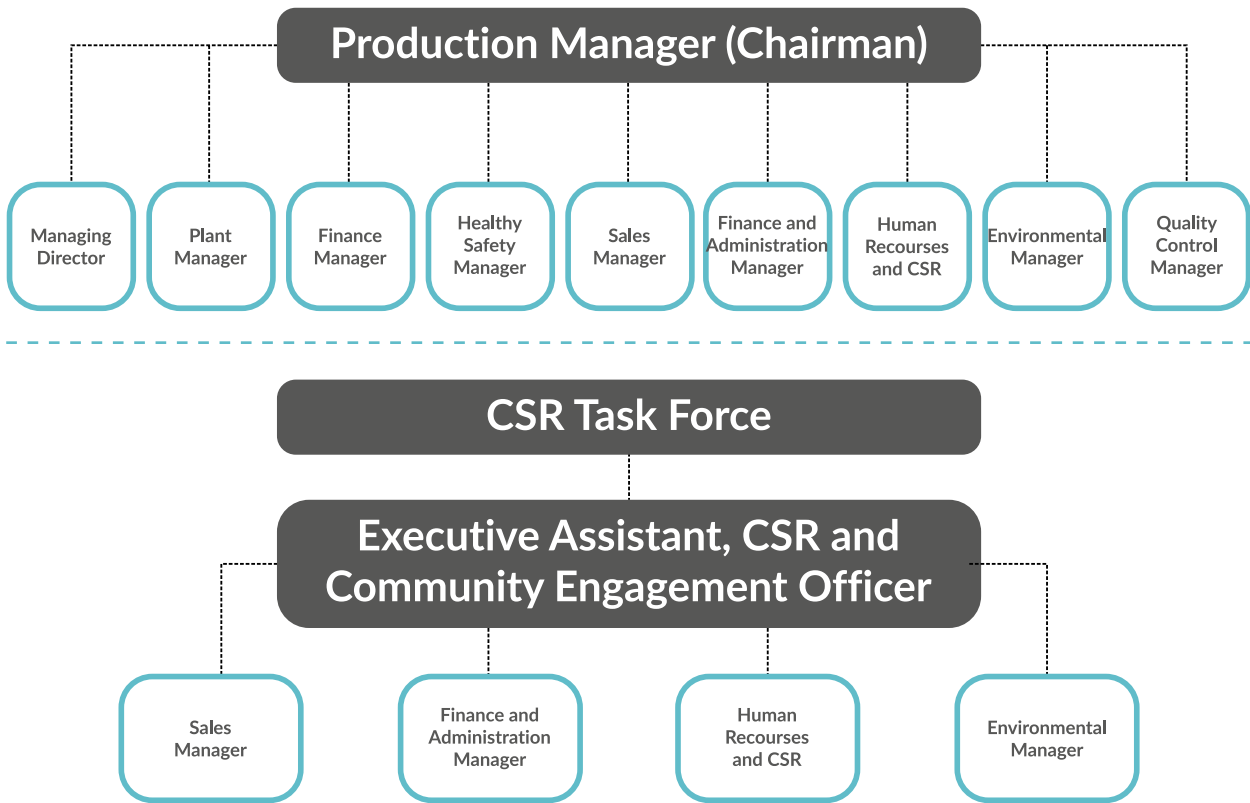 Production Manager (Chairman)
Managing
Director
Plant
Manager
Finance
Manager
Healthy
Safety
Manager
Sales
Manager
Finance and
Administration
Manager
Human
Recourses
and CSR
Environmental
Manager
Quality
Control
Manager
CSR Task Force
Executive Assistant, CSR and
Community Engagement Officer
Sales
Manager
Finance and
Administration
Manager
Human
Recourses
and CSR
Environmental
Manager